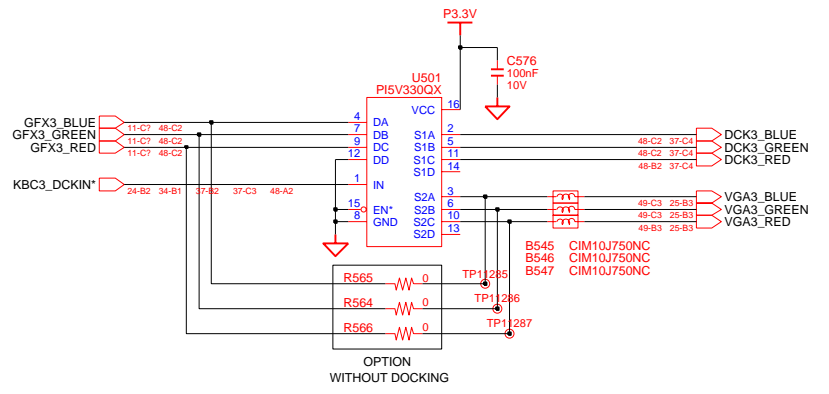 P3.3V
C576
100nF
10V
U501
PI5V330QX
VCC 16
GFX3_BLUE 11-C? 48-C2 4 DA S1A 2 48-C2 37-C4 DCK3_BLUE
GFX3_GREEN 11-C? 48-C2 7 DB S1B 5 48-C2 37-C4 DCK3_GREEN
GFX3_RED 11-C? 48-C2 9 DC S1C 11 48-B2 37-C4 DCK3_RED
12 DD S1D 14
KBC3_DCKIN* 24-B2 34-B1 37-B2 37-C3 48-A2 1 IN
S2A 3 49-C3 25-B3 VGA3_BLUE
15 EN* S2B 6 49-C3 25-B3 VGA3_GREEN
8 GND S2C 10 49-B3 25-B3 VGA3_RED
S2D 13
B545 CIM10J750NC
B546 CIM10J750NC
B547 CIM10J750NC
R565 0 TP11285
R564 0 TP11286
R566 0 TP11287
OPTION
WITHOUT DOCKING